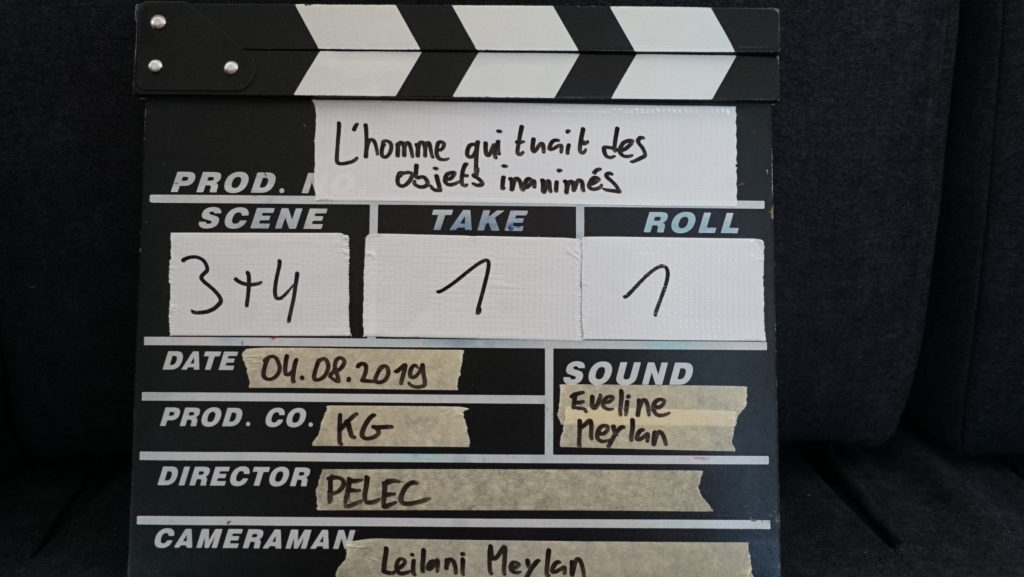 L'homme qui tuait des
objets inanimés
PROD. NO.
SCENE TAKE ROLL
3+4 1 1
DATE 04.08.2019
SOUND
Eveline
Meylan
PROD. CO. KG
DIRECTOR PELEC
CAMERAMAN Leilani Meylan